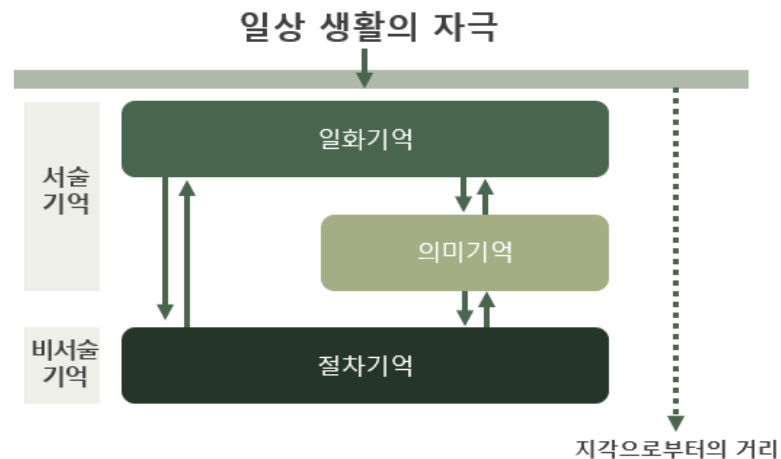 일상 생활의 자극
일화기억
서술
기억
의미기억
비서술
기억
절차기억
지각으로부터의 거리